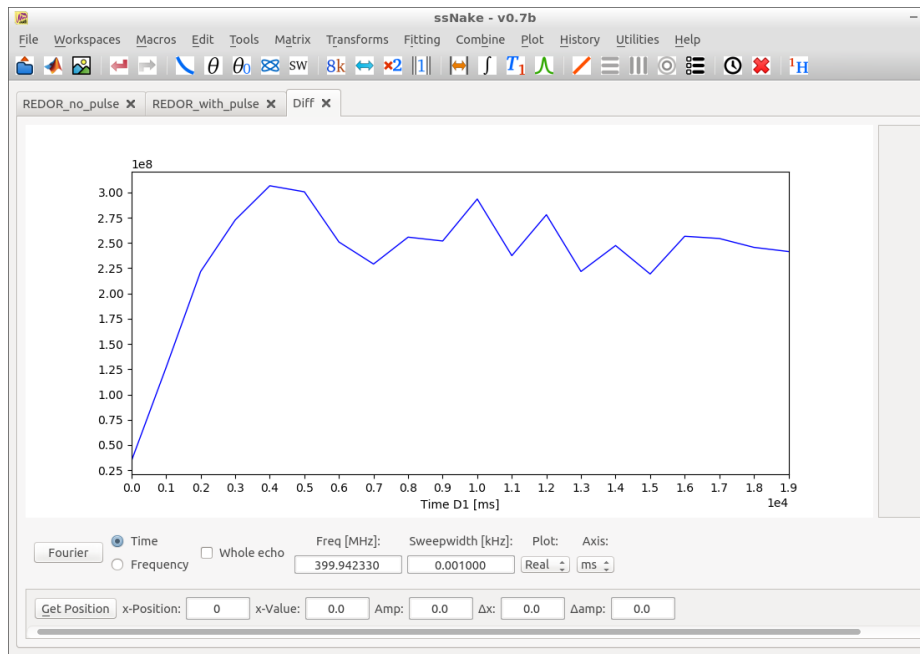 ssNake - v0.7b
File Workspaces Macros Edit Tools Matrix Transforms Fitting Combine Plot History Utilities Help
θ θ0 SW 8k ×2 ‖1‖ ∫ T1 1H
REDOR_no_pulse REDOR_with_pulse Diff
1e8
3.00
2.75
2.50
2.25
2.00
1.75
1.50
1.25
1.00
0.75
0.50
0.25
0.0 0.1 0.2 0.3 0.4 0.5 0.6 0.7 0.8 0.9 1.0 1.1 1.2 1.3 1.4 1.5 1.6 1.7 1.8 1.9
Time D1 [ms]
1e4
Fourier
Time
Frequency
Whole echo
Freq [MHz]: Sweepwidth [kHz]: Plot: Axis:
399.942330 0.001000 Real ms
Get Position x-Position: 0 x-Value: 0.0 Amp: 0.0 Δx: 0.0 Δamp: 0.0